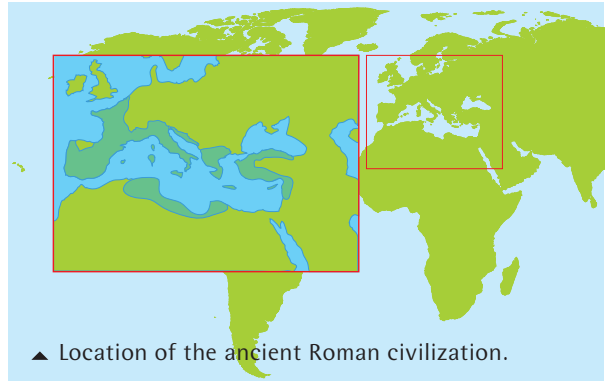 ▲ Location of the ancient Roman civilization.